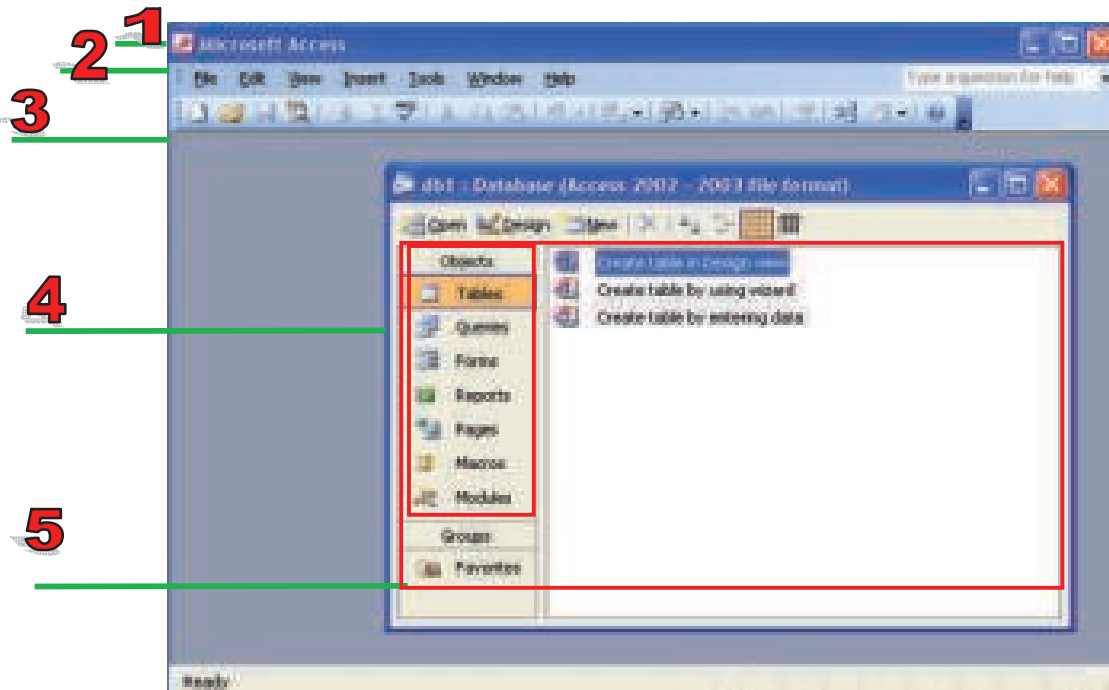 1
Microsoft Access
2
File Edit View Insert Tools Window Help
Type a question for help
3
db1 : Database (Access 2002 - 2003 file format)
Open Design New
Objects
Create table in Design view
Tables
Create table by using wizard
4
Queries
Create table by entering data
Forms
Reports
Pages
Macros
Modules
5
Groups
Favorites
Ready